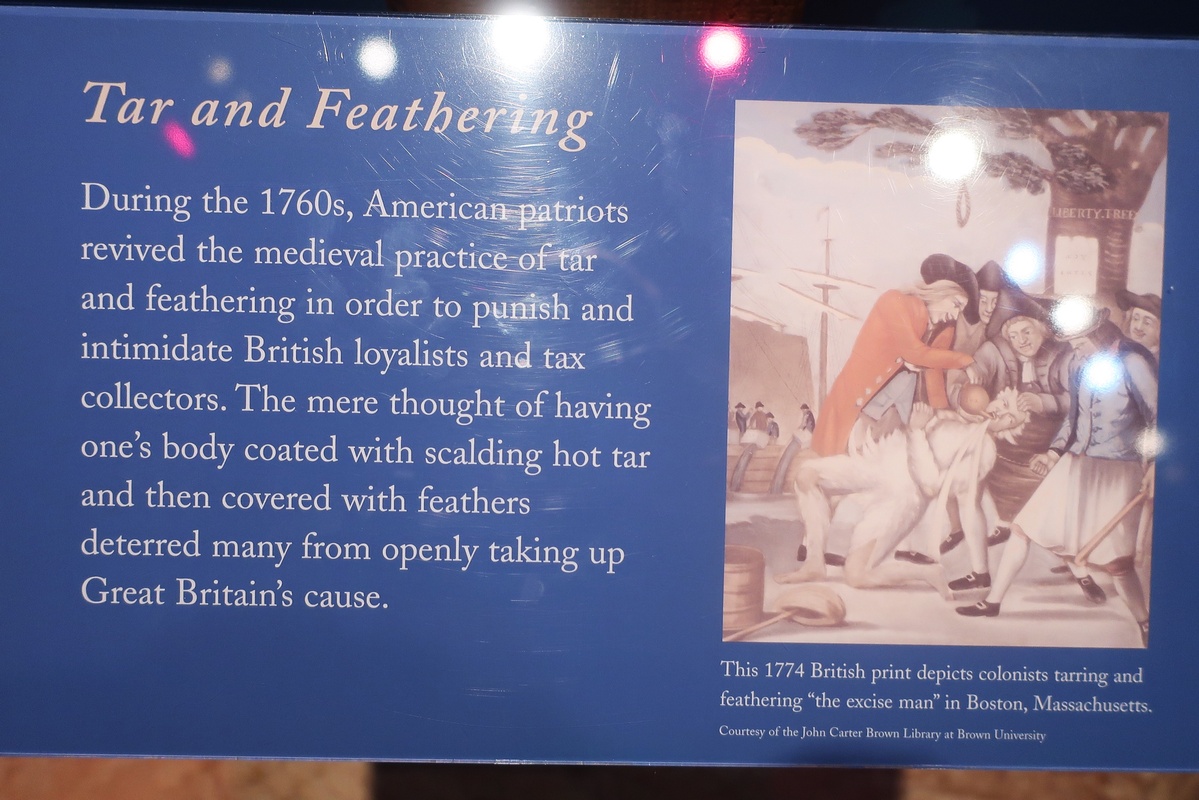 Tar and Feathering
During the 1760s, American patriots
revived the medieval practice of tar
and feathering in order to punish and
intimidate British loyalists and tax
collectors. The mere thought of having
one's body coated with scalding hot tar
and then covered with feathers
deterred many from openly taking up
Great Britain's cause.
LIBERTY.TREE
This 1774 British print depicts colonists tarring and
feathering “the excise man” in Boston, Massachusetts.
Courtesy of the John Carter Brown Library at Brown University